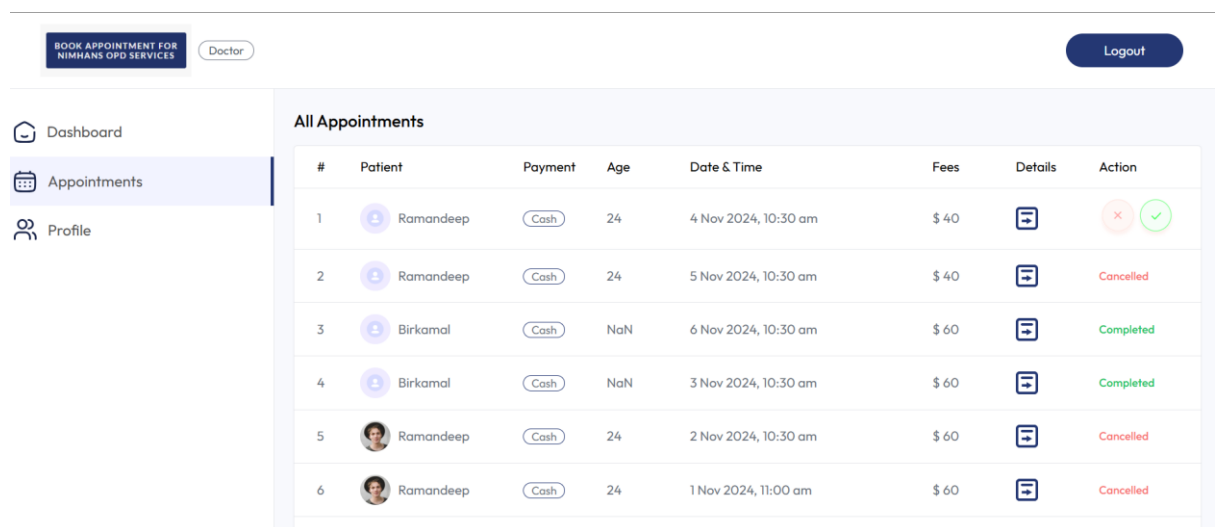 BOOK APPOINTMENT FOR
NIMHANS OPD SERVICES
Doctor
Logout
Dashboard
Appointments
Profile
All Appointments
# Patient Payment Age Date & Time Fees Details Action
1 Ramandeep Cash 24 4 Nov 2024, 10:30 am $ 40
2 Ramandeep Cash 24 5 Nov 2024, 10:30 am $ 40 Cancelled
3 Birkamal Cash NaN 6 Nov 2024, 10:30 am $ 60 Completed
4 Birkamal Cash NaN 3 Nov 2024, 10:30 am $ 60 Completed
5 Ramandeep Cash 24 2 Nov 2024, 10:30 am $ 60 Cancelled
6 Ramandeep Cash 24 1 Nov 2024, 11:00 am $ 60 Cancelled